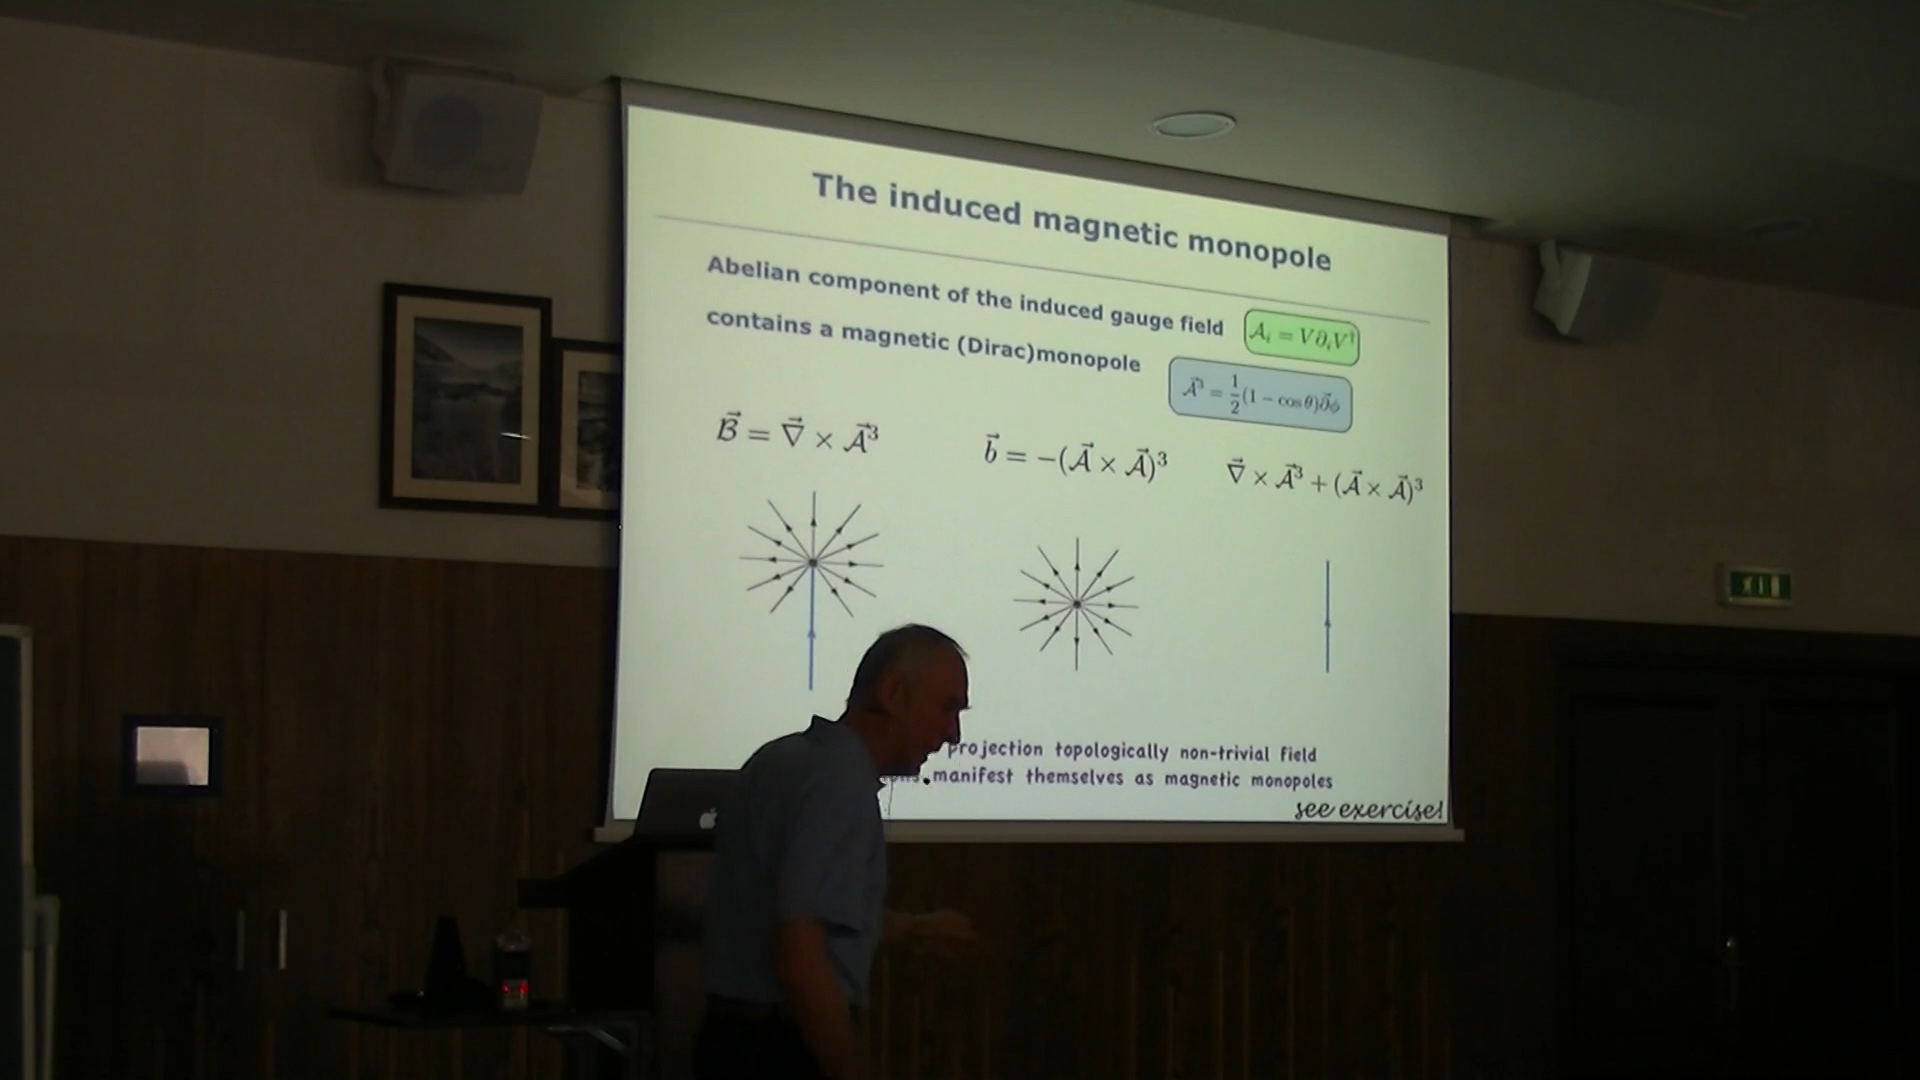 The induced magnetic monopole
Abelian component of the induced gauge field
contains a magnetic (Dirac)monopole
𝒜ᵢ = V∂ᵢV†
𝒜⃗³ = 1/2 (1 − cos θ)∂⃗ϕ
ℬ⃗ = ∇⃗ × 𝒜⃗³
b⃗ = −(𝒜⃗ × 𝒜⃗)³
∇⃗ × 𝒜⃗³ + (𝒜⃗ × 𝒜⃗)³
projection topologically non-trivial field
manifest themselves as magnetic monopoles
see exercise!